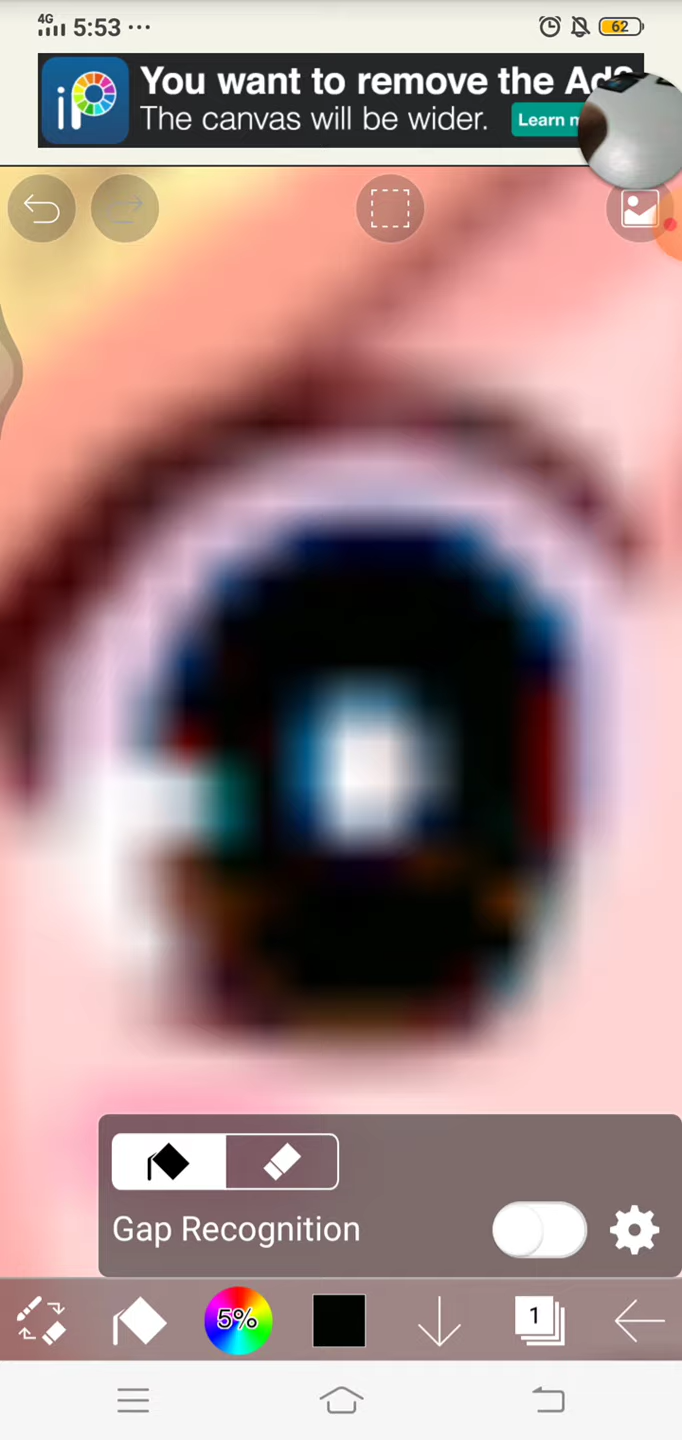 4G 5:53 ... 62
iP
You want to remove the Ad?
The canvas will be wider. Learn
Gap Recognition
5% 1